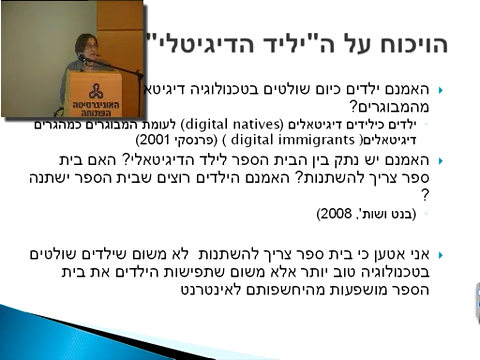 הויכוח על ה"יליד הדיגיטלי"
האוניברסיטה
הפתוחה
האמנם ילדים כיום שולטים בטכנולוגיה
מהמבוגרים?
ילדים כילידים דיגיטאלים (digital natives) לעומת המבוגרים כמהגרים
דיגיטאלים( digital immigrants ) (פרנסקי 2001)
האמנם יש נתק בין הבית הספר לילד הדיגיטאלי? האם בית
ספר צריך להשתנות? האמנם הילדים רוצים שבית הספר ישתנה
?
(בנט ושות', 2008)
אני אטען כי בית ספר צריך להשתנות לא משום שילדים שולטים
בטכנולוגיה טוב יותר אלא משום שתפישות הילדים את בית
הספר מושפעות מהיחשפותם לאינטרנט